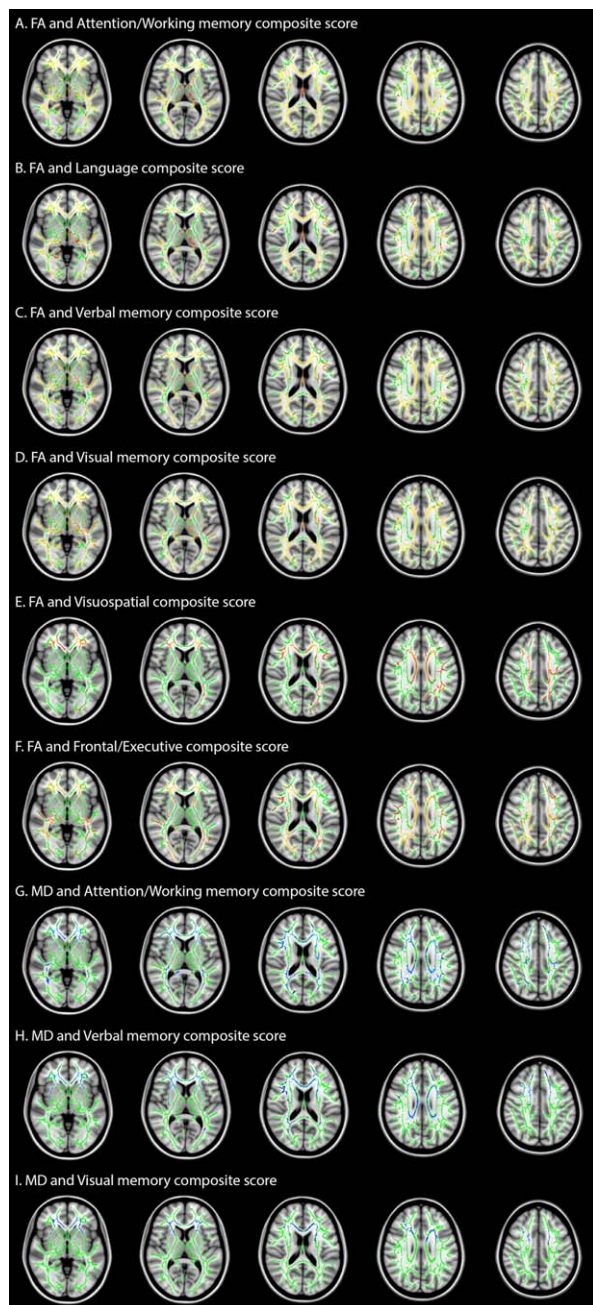 A. FA and Attention/Working memory composite score
B. FA and Language composite score
C. FA and Verbal memory composite score
D. FA and Visual memory composite score
E. FA and Visuospatial composite score
F. FA and Frontal/Executive composite score
G. MD and Attention/Working memory composite score
H. MD and Verbal memory composite score
I. MD and Visual memory composite score